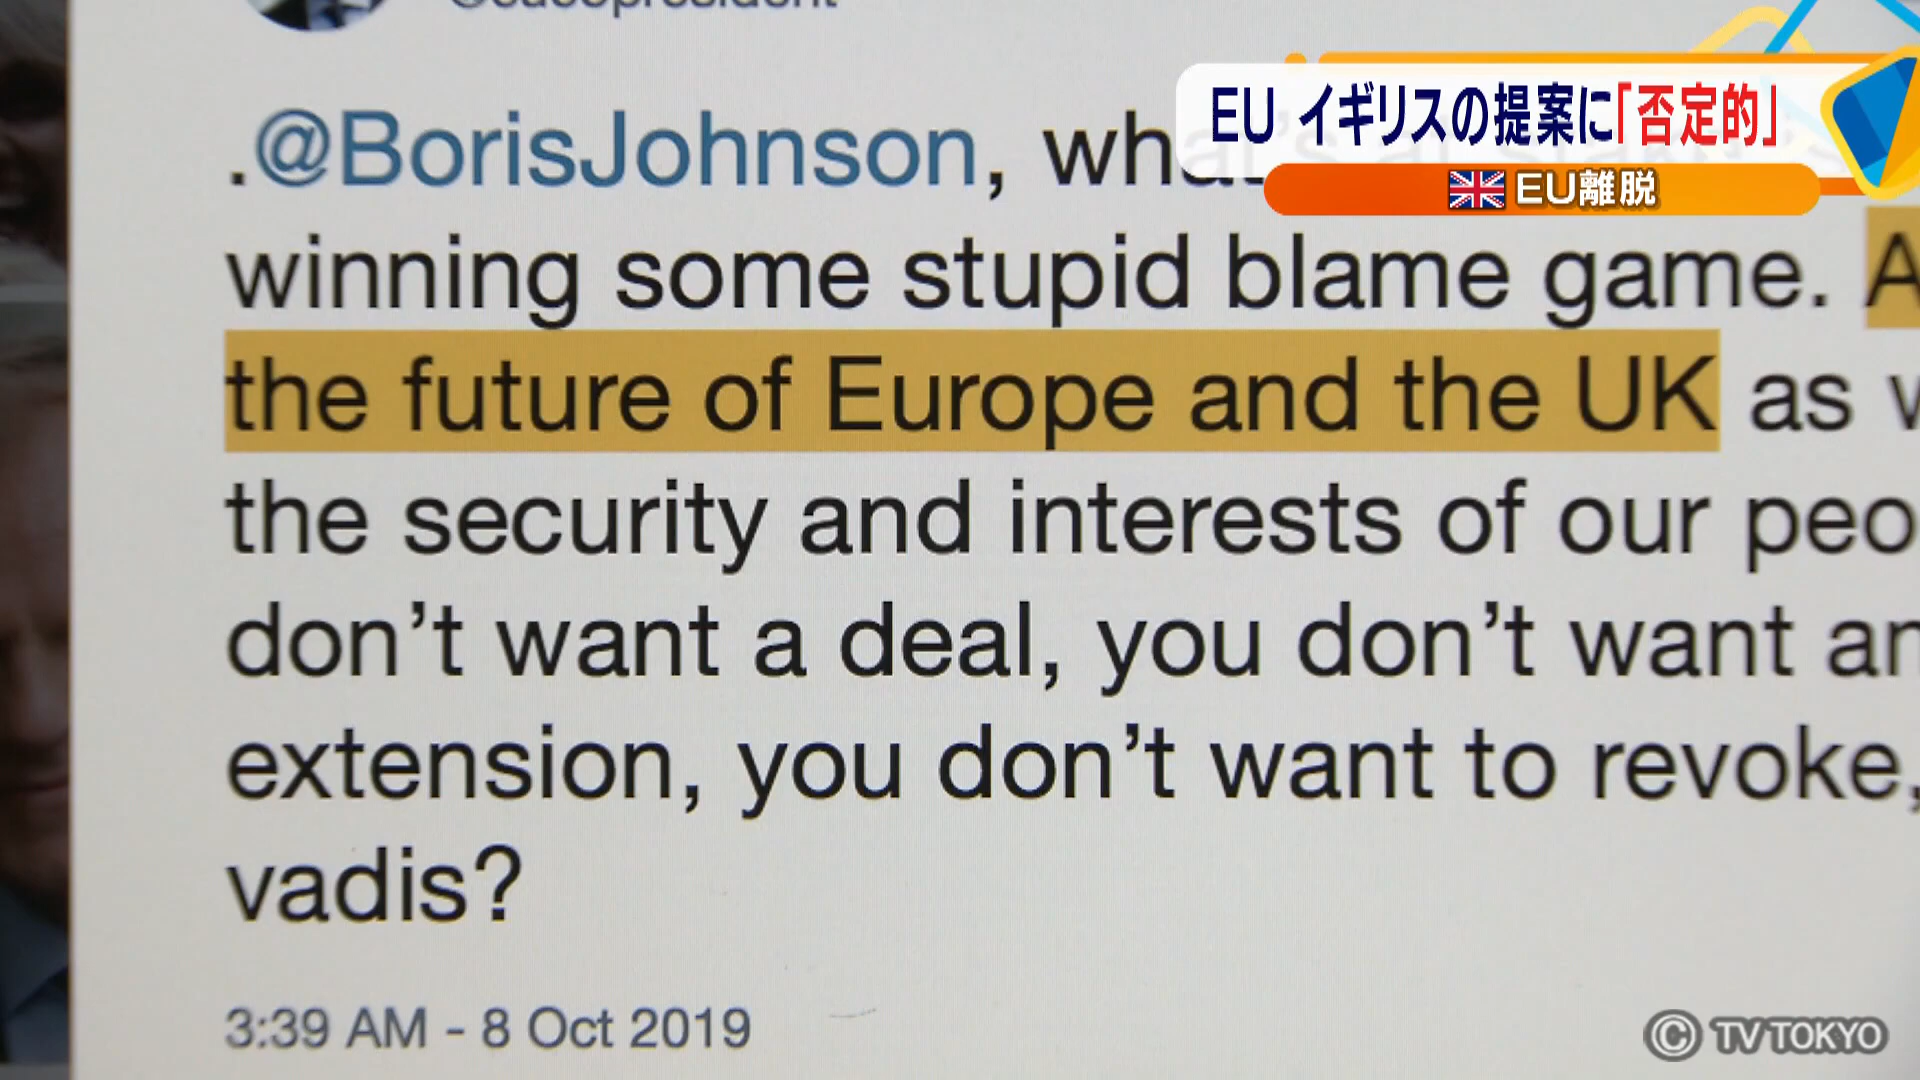 EU イギリスの提案に「否定的」
EU離脱
.@BorisJohnson,
winning some stupid blame game.
the future of Europe and the UK as
the security and interests of our
don't want a deal, you don't want
extension, you don't want to revoke,
vadis?
3:39 AM - 8 Oct 2019
© TV TOKYO